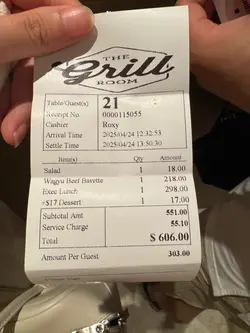 THE
Grill
ROOM
Table/Guest(s) 21
Receipt No. 0000115055
Cashier Roxy
Arrival Time 2025/04/24 12:32:53
Settle Time 2025/04/24 13:50:30
Item(s) Qty Amount
Salad 1 18.00
Wagyu Beef Bavette 1 218.00
Exec Lunch 1 298.00
+$17 Dessert 1 17.00
Subtotal Amt 551.00
Service Charge 55.10
Total $ 606.00
Amount Per Guest 303.00